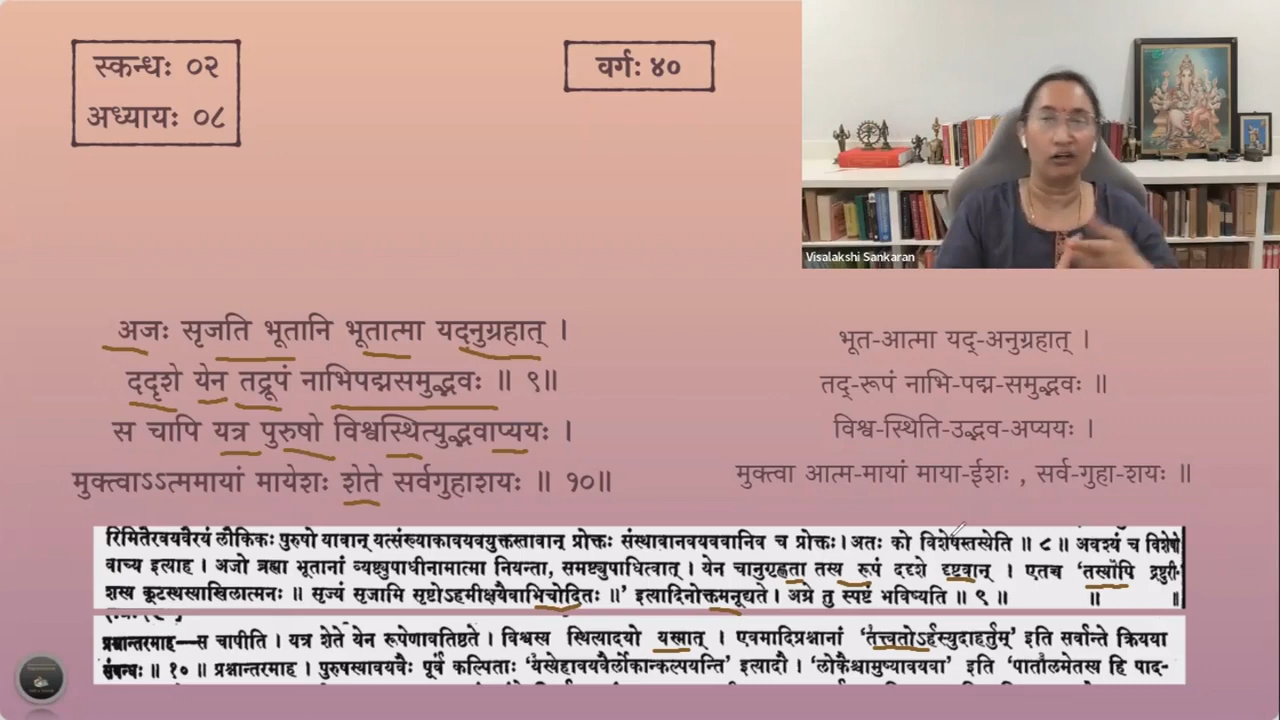 स्कन्धः ०२
अध्यायः ०८
वर्गः ४०
Visalakshi Sankaran
अजः सृजति भूतानि भूतात्मा यदनुग्रहात् ।
ददृशे येन तद्रूपं नाभिपद्मसमुद्भवः ॥ ९॥
स चापि यत्र पुरुषो विश्वस्थित्युद्भवाप्ययः ।
मुक्त्वाऽऽत्ममायां मायेशः शेते सर्वगुहाशयः ॥ १०॥
भूत-आत्मा यद्-अनुग्रहात् ।
तद्-रूपं नाभि-पद्म-समुद्भवः ॥
विश्व-स्थिति-उद्भव-अप्ययः ।
मुक्त्वा आत्म-मायां माया-ईशः , सर्व-गुहा-शयः ॥
रिमितैरवयवैरयं लौकिकः पुरुषो यावान् यत्संख्याकावयवयुक्तस्तावान् प्रोक्तः संस्थावानवयववानिव च प्रोक्तः। अतः को विशेषस्तस्येति ॥ ८ ॥ अवश्यं च विशेषो
वाच्य इत्याह । अजो ब्रह्मा भूतानां व्यष्ट्युपाधीनामात्मा नियन्ता, समष्ट्युपाधित्वात् । येन चानुगृह्णता तस्य रूपं ददृशे दृष्टवान् । एतच्च ‘तस्यापि द्रष्टुरी-
शस्य कूटस्थस्याखिलात्मनः ॥ सृज्यं सृजामि सृष्टोऽहमीक्षयैवाभिचोदितः ॥’ इत्यादिनोक्तमनूद्यते । अग्रे तु स्पष्टं भविष्यति ॥ ९ ॥ ॥ ॥
प्रश्नान्तरमाह—स चापीति । यत्र शेते येन रूपेणावतिष्ठते । विश्वस्य स्थित्यादयो यस्मात् । एवमादिप्रश्नानां ‘तत्त्वतोऽर्हस्युदाहर्तुम्’ इति सर्वान्ते क्रियया
संबन्धः ॥ १० ॥ प्रश्नान्तरमाह । पुरुषस्यावयवैः पूर्वं कल्पिताः ‘यस्येहावयवैर्लोकान्कल्पयन्ति’ इत्यादौ । ‘लोकैश्चामुष्यावयवा’ इति ‘पातालमेतस्य हि पाद-